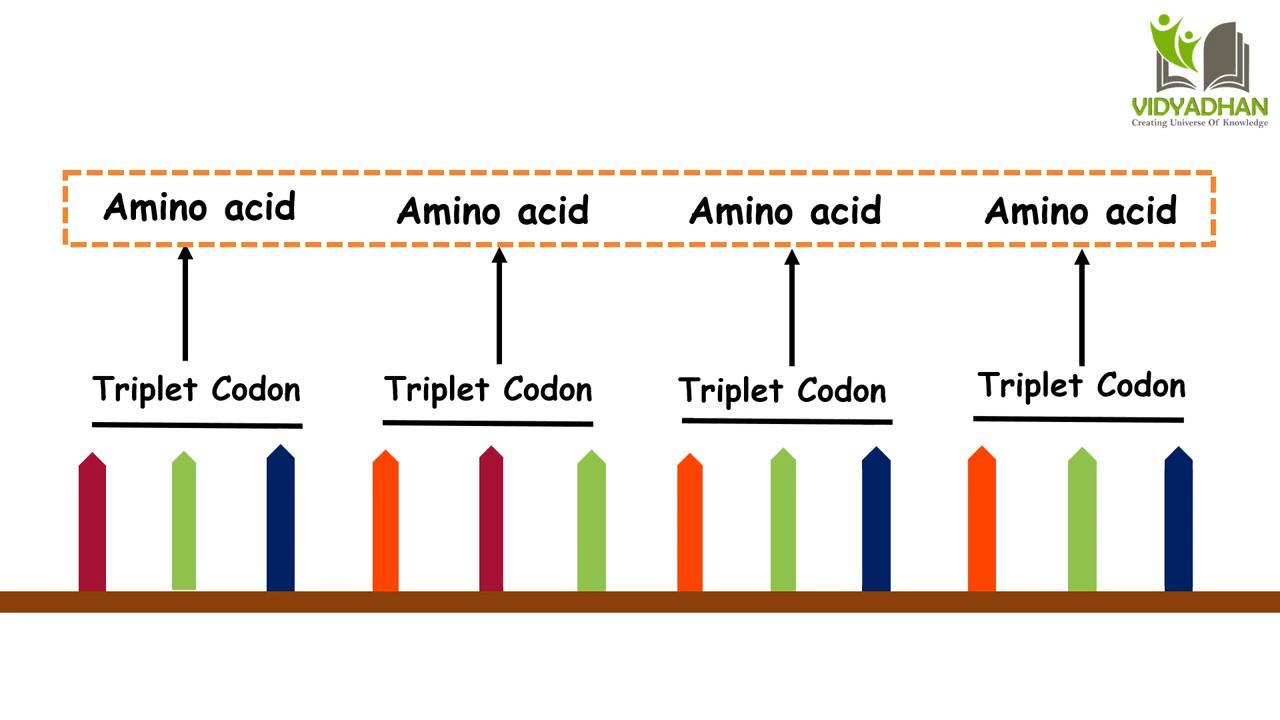 VIDYADHAN
Creating Universe Of Knowledge
Amino acid Amino acid Amino acid Amino acid
Triplet Codon Triplet Codon Triplet Codon Triplet Codon